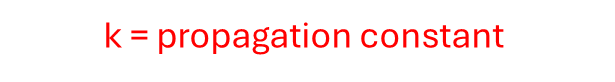 k = propagation constant